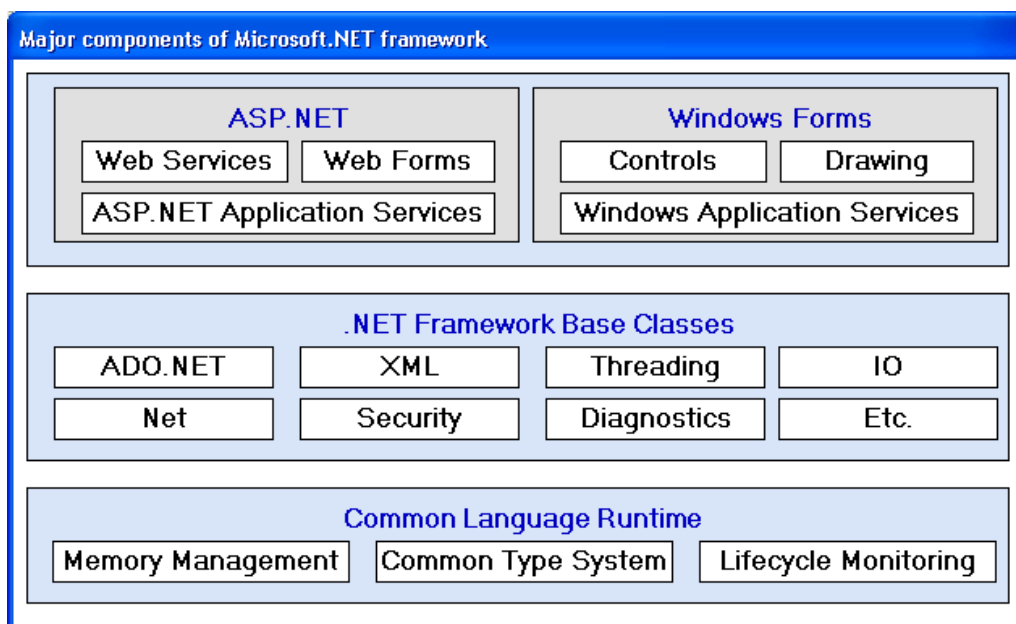 Major components of Microsoft.NET framework
ASP.NET
Windows Forms
Web Services
Web Forms
Controls
Drawing
ASP.NET Application Services
Windows Application Services
.NET Framework Base Classes
ADO.NET
XML
Threading
IO
Net
Security
Diagnostics
Etc.
Common Language Runtime
Memory Management
Common Type System
Lifecycle Monitoring